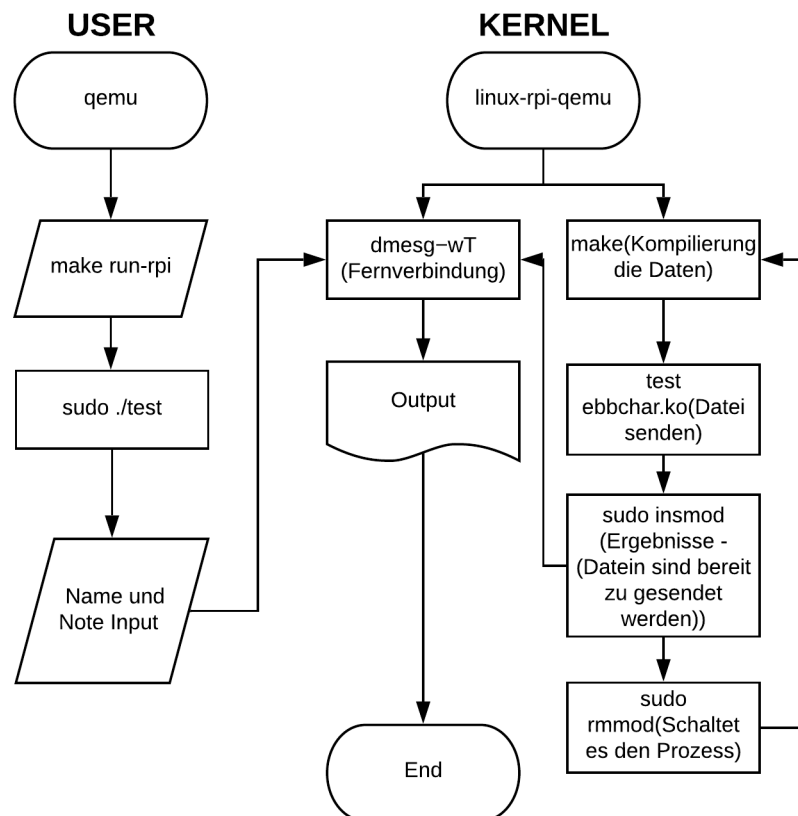 USER
qemu
make run-rpi
sudo ./test
Name und
Note Input
KERNEL
linux-rpi-qemu
dmesg−wT
(Fernverbindung)
Output
End
make(Kompilierung
die Daten)
test
ebbchar.ko(Datei
senden)
sudo insmod
(Ergebnisse -
(Datein sind bereit
zu gesendet
werden))
sudo
rmmod(Schaltet
es den Prozess)